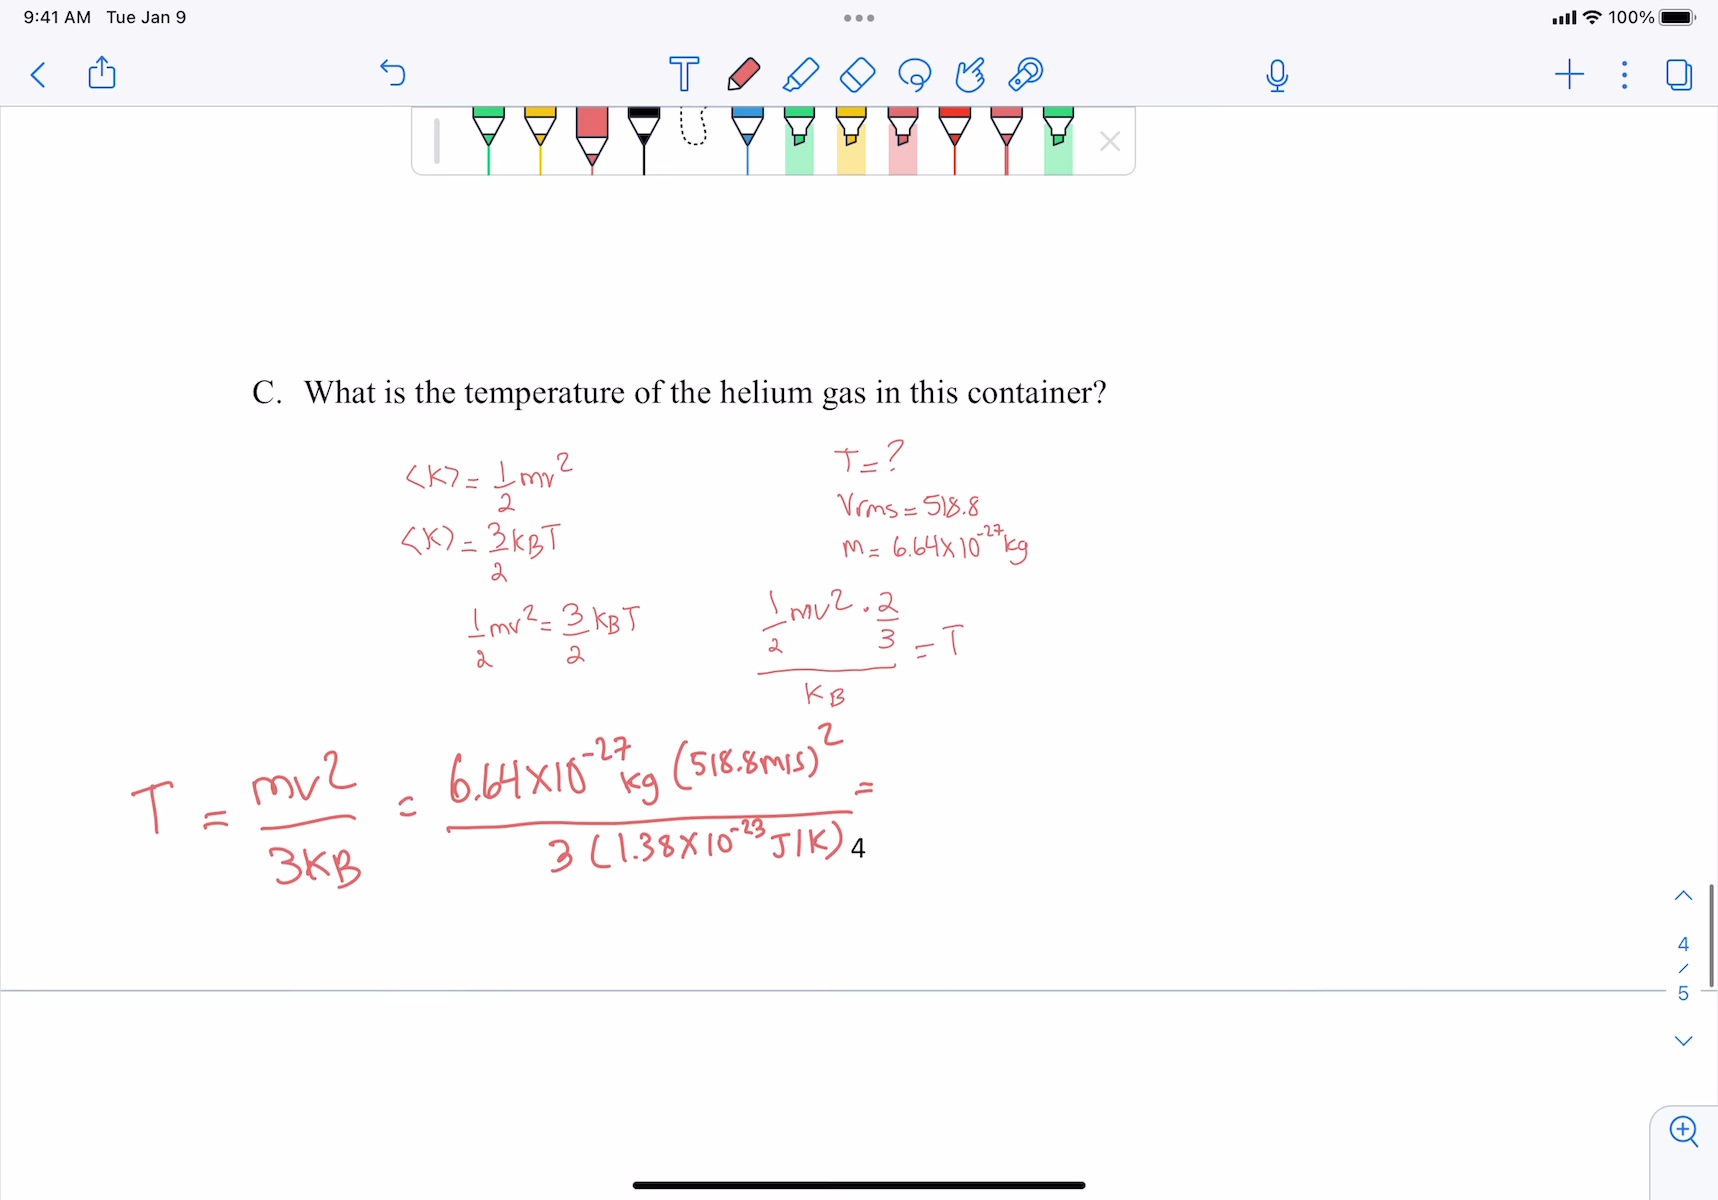 9:41 AM Tue Jan 9
100%
T
C. What is the temperature of the helium gas in this container?
⟨K⟩ = 1/2 mv²
T = ?
Vrms = 518.8
⟨K⟩ = 3/2 KBT
m = 6.64X10⁻²⁷ kg
1/2 mv² = 3/2 KBT
(1/2 mv² · 2/3) / KB = T
T = mv²/3KB = 6.64X10⁻²⁷ kg (518.8m/s)² / 3 (1.38X10⁻²³ J/K) =
4
4
/
5